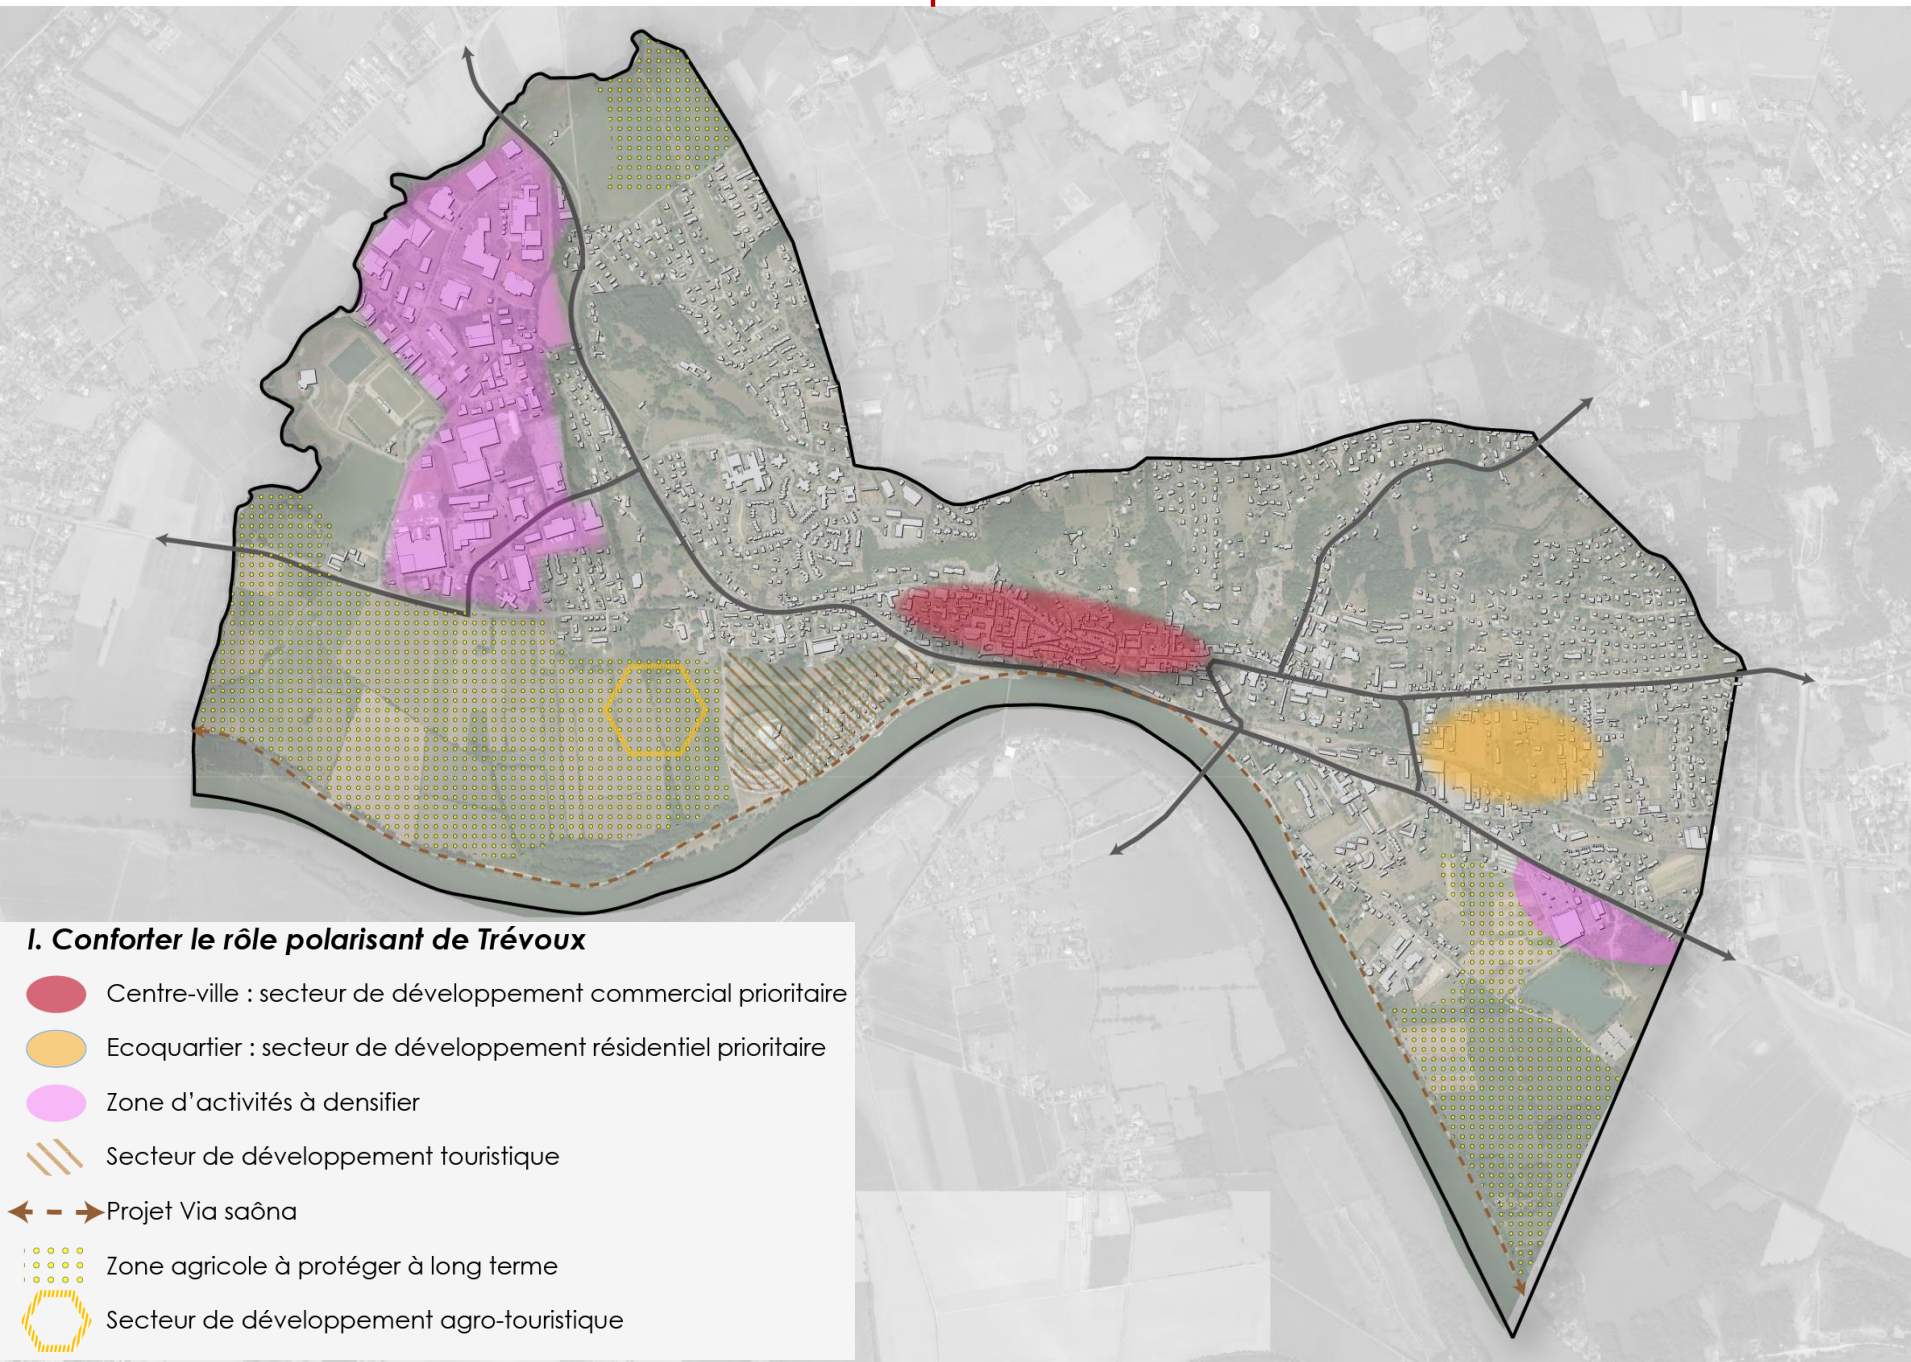 I. Conforter le rôle polarisant de Trévoux
Centre-ville : secteur de développement commercial prioritaire
Ecoquartier : secteur de développement résidentiel prioritaire
Zone d'activités à densifier
Secteur de développement touristique
Projet Via saôna
Zone agricole à protéger à long terme
Secteur de développement agro-touristique